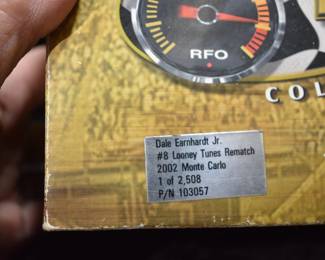 RFO
COL
Dale Earnhardt Jr.
#8 Looney Tunes Rematch
2002 Monte Carlo
1 of 2,508
P/N 103057